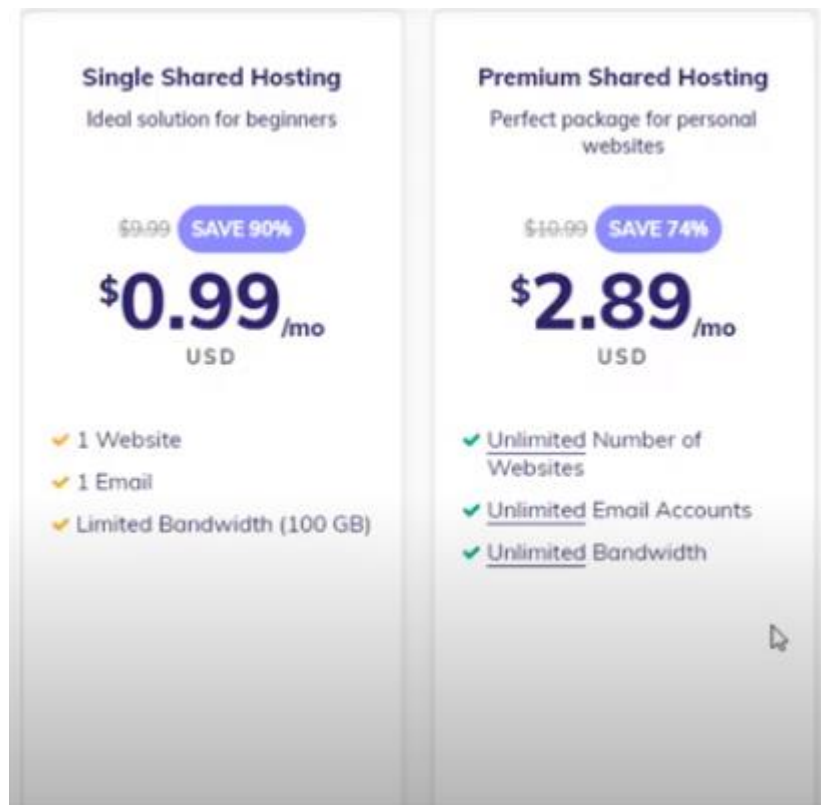 Single Shared Hosting
Ideal solution for beginners
$9.99 SAVE 90%
$0.99/mo
USD
1 Website
1 Email
Limited Bandwidth (100 GB)
Premium Shared Hosting
Perfect package for personal
websites
$10.99 SAVE 74%
$2.89/mo
USD
Unlimited Number of
Websites
Unlimited Email Accounts
Unlimited Bandwidth